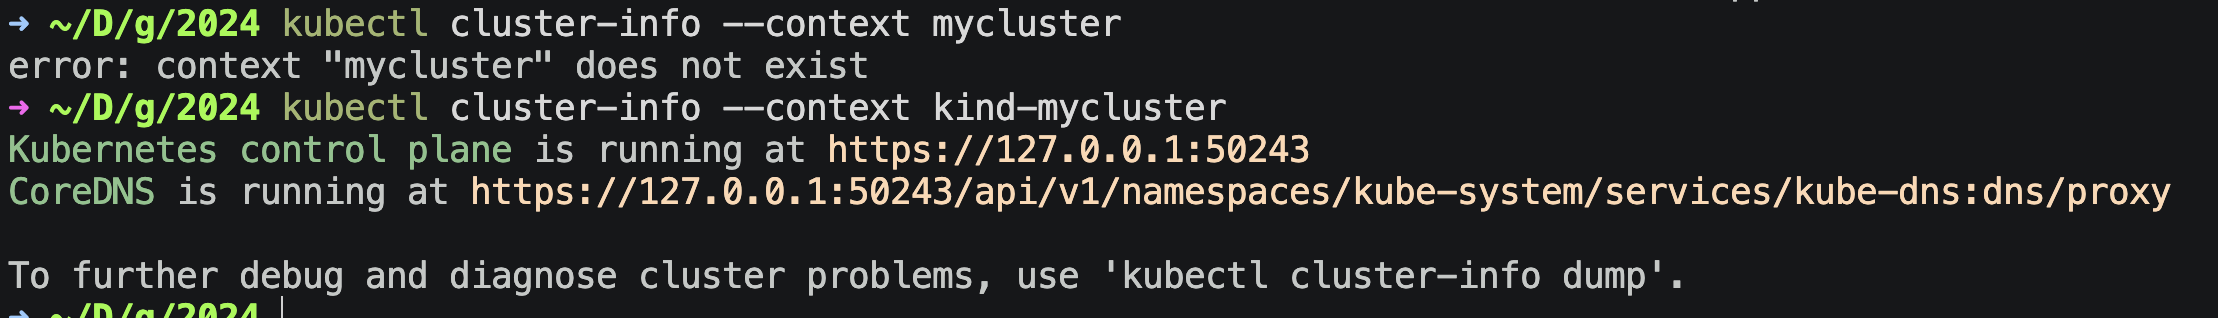 ➜ ~/D/g/2024 kubectl cluster-info --context mycluster
error: context "mycluster" does not exist
➜ ~/D/g/2024 kubectl cluster-info --context kind-mycluster
Kubernetes control plane is running at https://127.0.0.1:50243
CoreDNS is running at https://127.0.0.1:50243/api/v1/namespaces/kube-system/services/kube-dns:dns/proxy
To further debug and diagnose cluster problems, use 'kubectl cluster-info dump'.
➜ ~/D/g/2024